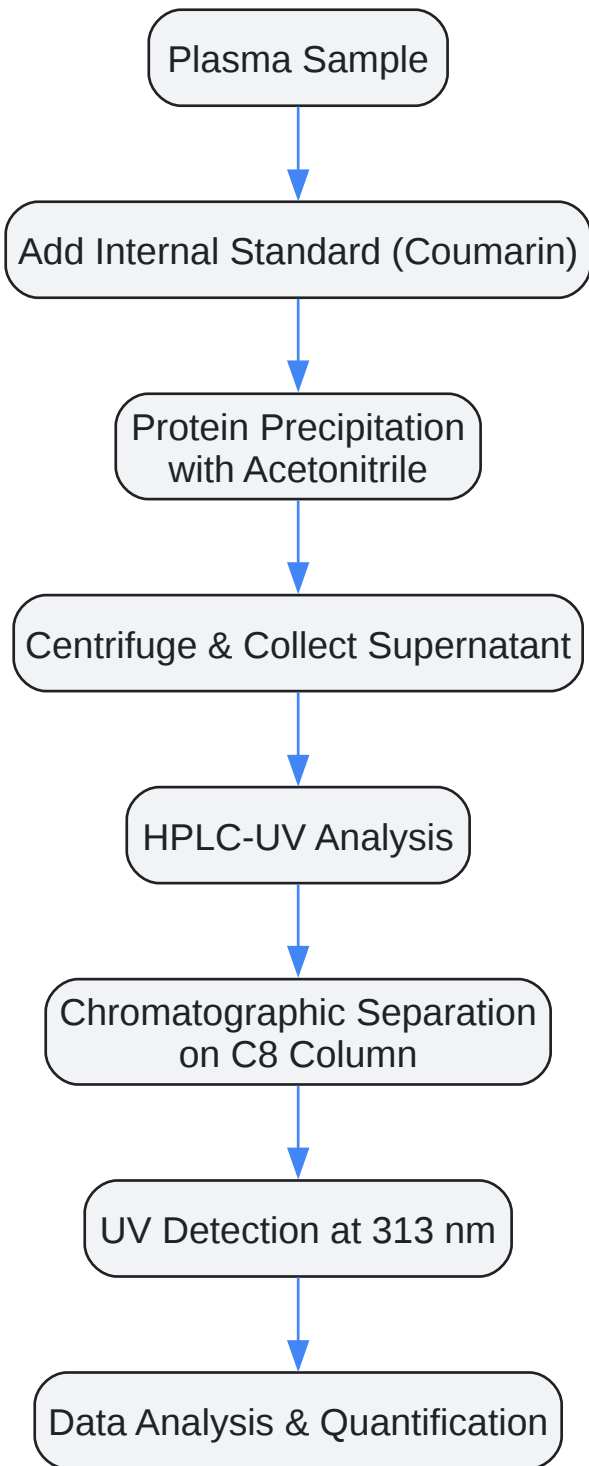 Plasma Sample
Add Internal Standard (Coumarin)
Protein Precipitation
with Acetonitrile
Centrifuge & Collect Supernatant
HPLC-UV Analysis
Chromatographic Separation
on C8 Column
UV Detection at 313 nm
Data Analysis & Quantification